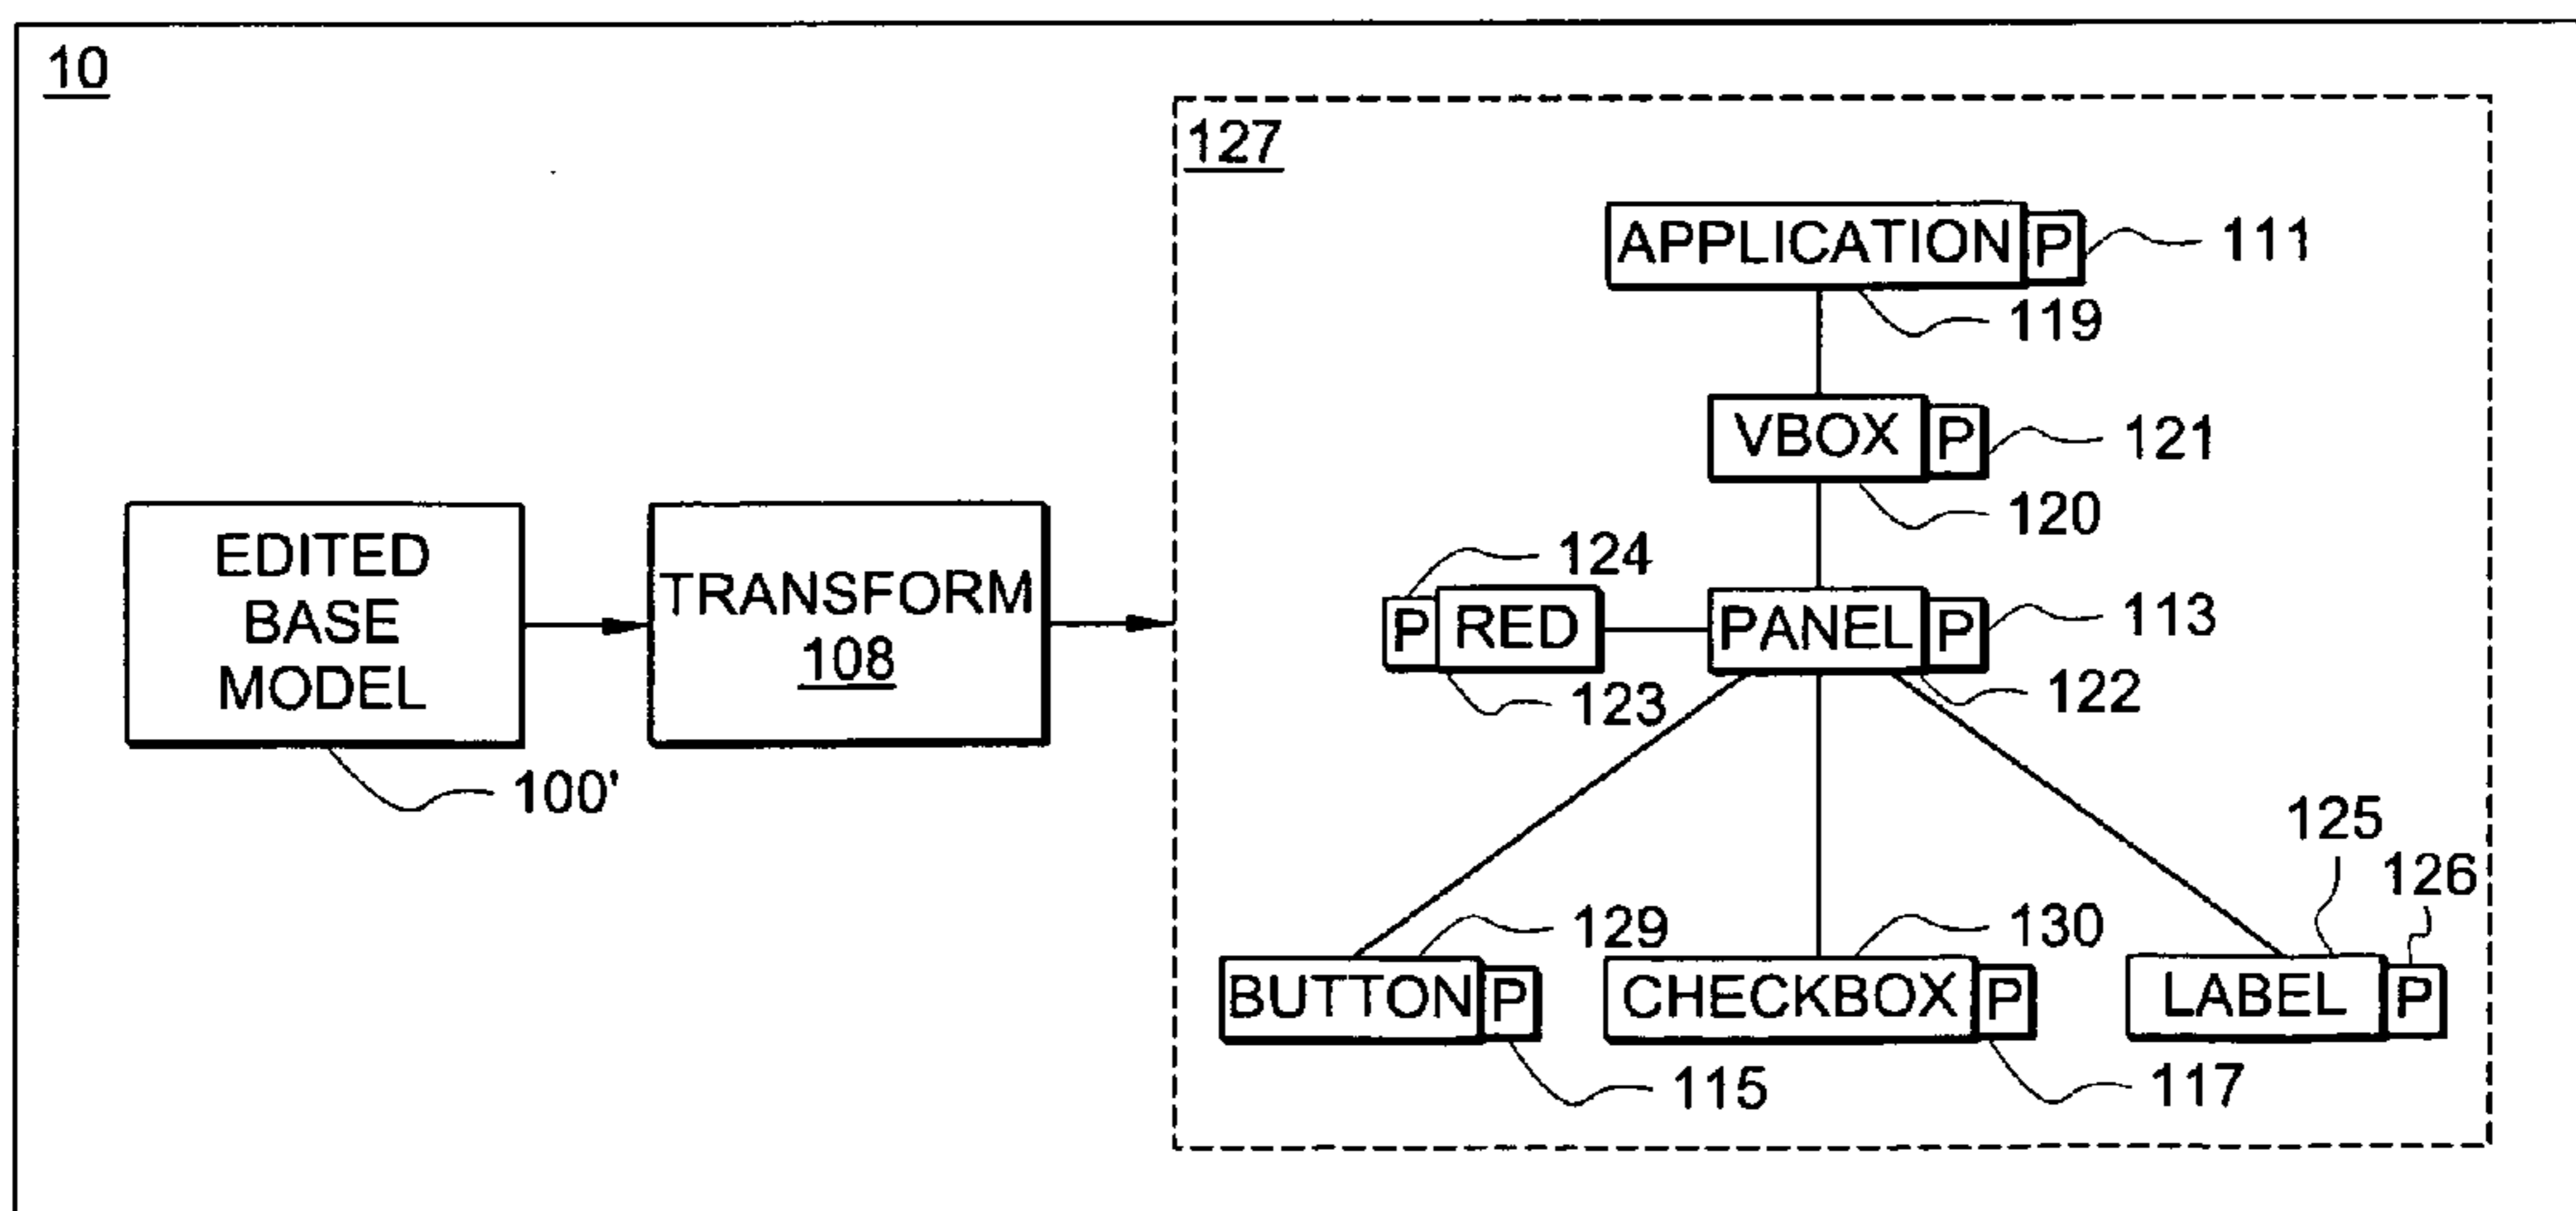 10
127
APPLICATION P 111
119
VBOX P 121
120
124
P RED PANEL P 113
123 122
EDITED
BASE
MODEL
100'
TRANSFORM
108
125
126
129 130
BUTTON P CHECKBOX P LABEL P
115 117